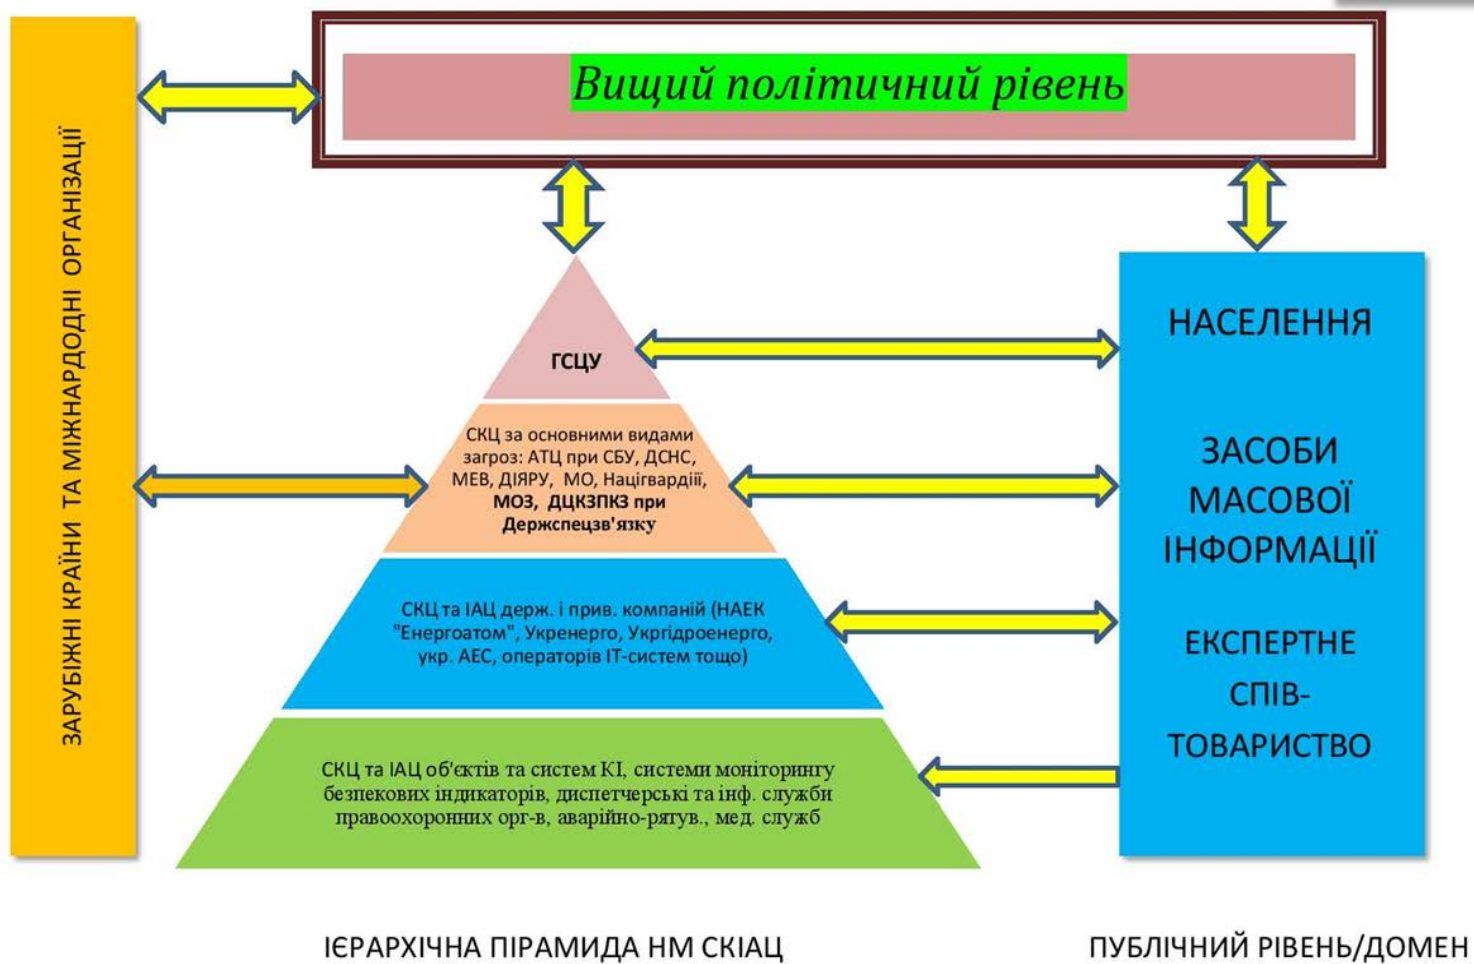 ЗАРУБІЖНІ КРАЇНИ ТА МІЖНАРДОДНІ ОРГАНІЗАЦІЇ
Вищий політичний рівень
ГСЦУ
СКЦ за основними видами
загроз: АТЦ при СБУ, ДСНС,
МЕВ, ДІЯРУ, МО, Націгвардіїї,
МОЗ, ДЦКЗПКЗ при
Держспецзв'язку
СКЦ та ІАЦ держ. і прив. компаній (НАЕК
"Енергоатом", Укренерго, Укргідроенерго,
укр. АЕС, операторів ІТ-систем тощо)
СКЦ та ІАЦ об'єктів та систем КІ, системи моніторингу
безпекових індикаторів, диспетчерські та інф. служби
правоохоронних орг-в, аварійно-рятув., мед. служб
НАСЕЛЕННЯ
ЗАСОБИ
МАСОВОЇ
ІНФОРМАЦІЇ
ЕКСПЕРТНЕ
СПІВ-
ТОВАРИСТВО
ІЄРАРХІЧНА ПІРАМИДА НМ СКІАЦ
ПУБЛІЧНИЙ РІВЕНЬ/ДОМЕН